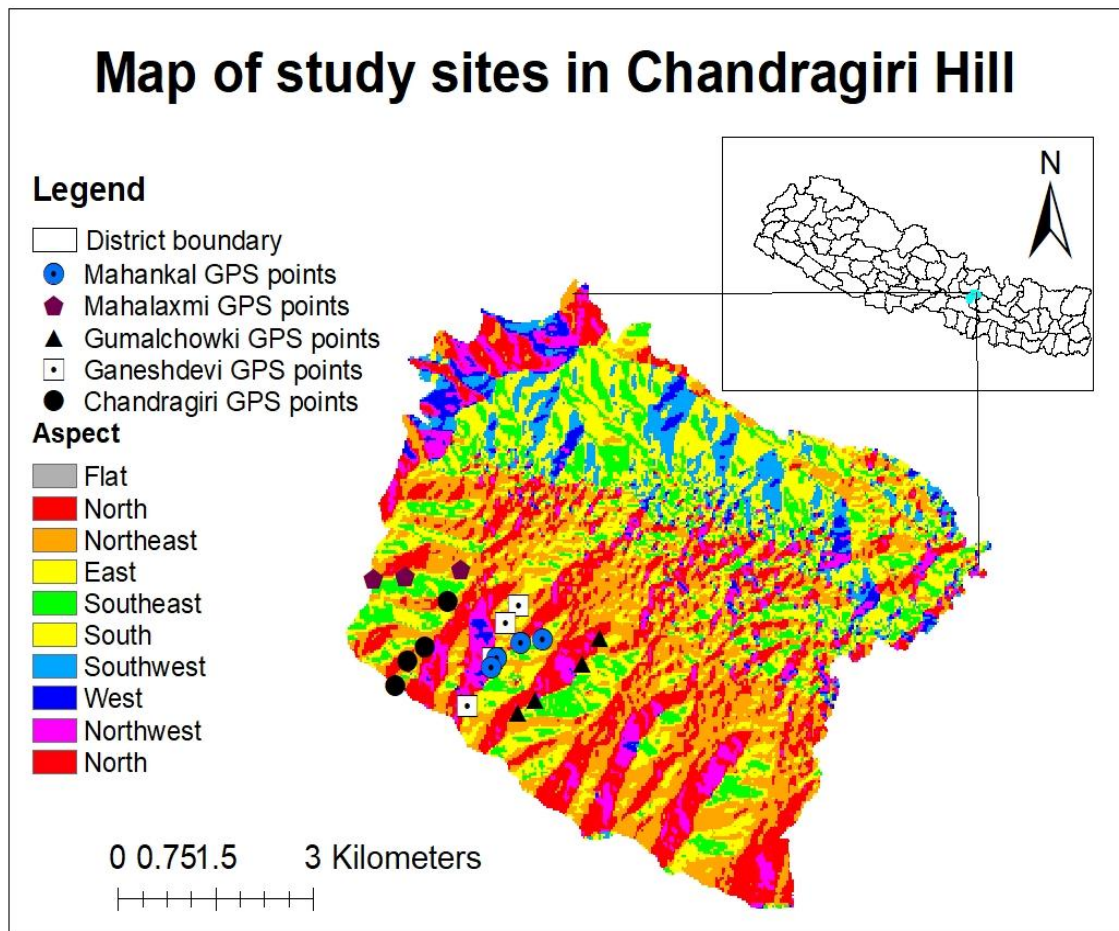 Map of study sites in Chandragiri Hill
N
Legend
District boundary
Mahankal GPS points
Mahalaxmi GPS points
Gumalchowki GPS points
Ganeshdevi GPS points
Chandragiri GPS points
Aspect
Flat
North
Northeast
East
Southeast
South
Southwest
West
Northwest
North
0 0.751.5 3 Kilometers